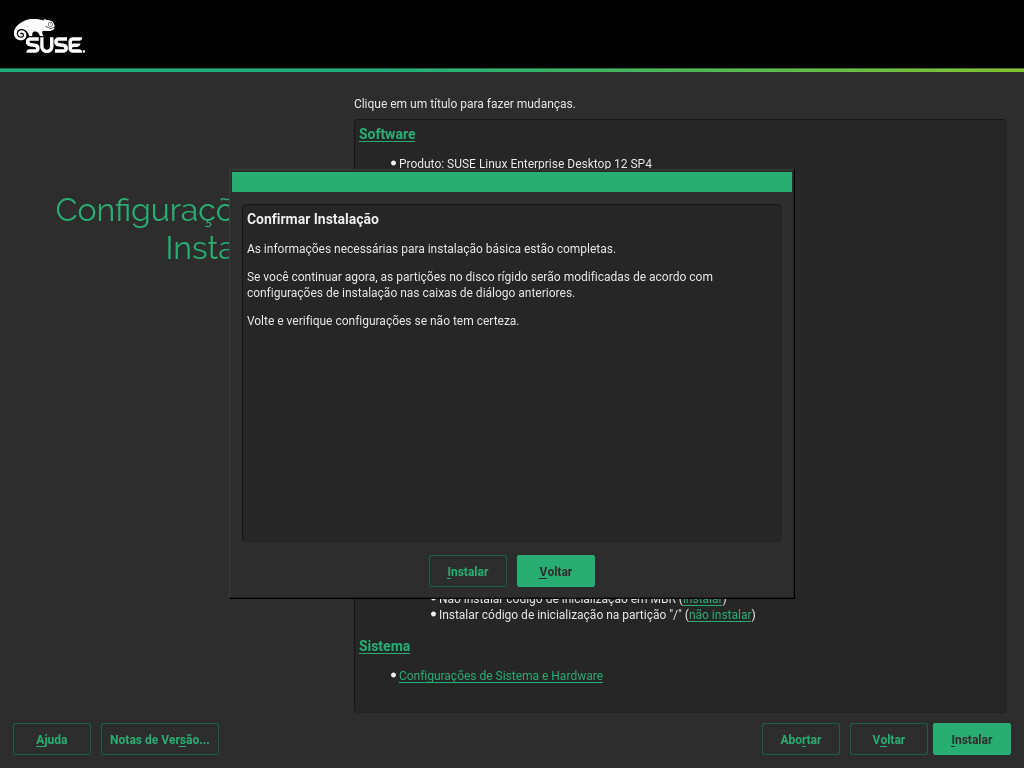 SUSE
Clique em um título para fazer mudanças.
Software
Produto: SUSE Linux Enterprise Desktop 12 SP4
Configuraçõ
Insta
Confirmar Instalação
As informações necessárias para instalação básica estão completas.
Se você continuar agora, as partições no disco rígido serão modificadas de acordo com
configurações de instalação nas caixas de diálogo anteriores.
Volte e verifique configurações se não tem certeza.
Instalar Voltar
Não instalar código de inicialização em MBR (instalar)
Instalar código de inicialização na partição "/" (não instalar)
Sistema
Configurações de Sistema e Hardware
Ajuda Notas de Versão... Abortar Voltar Instalar